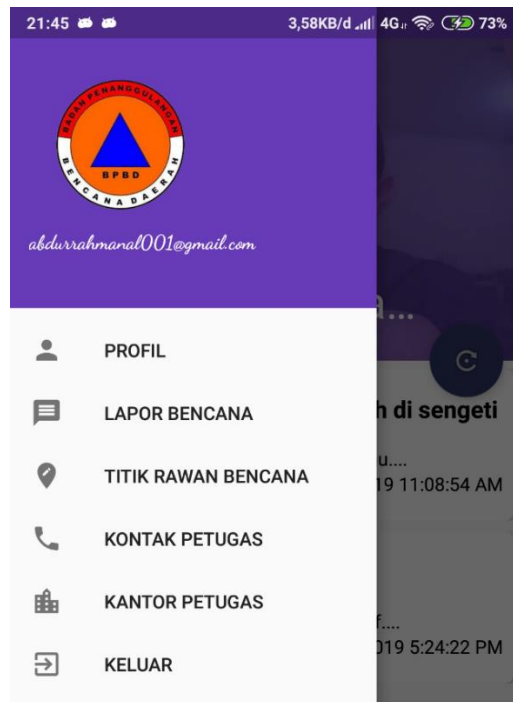 21:45 3,58KB/d 4G 73%
BADAN PENANGGULANGAN
BENCANA DAERAH
BPBD
abdurrahmanal001@gmail.com
a...
PROFIL
LAPOR BENCANA
h di sengeti
u....
TITIK RAWAN BENCANA
19 11:08:54 AM
KONTAK PETUGAS
KANTOR PETUGAS
f....
019 5:24:22 PM
KELUAR